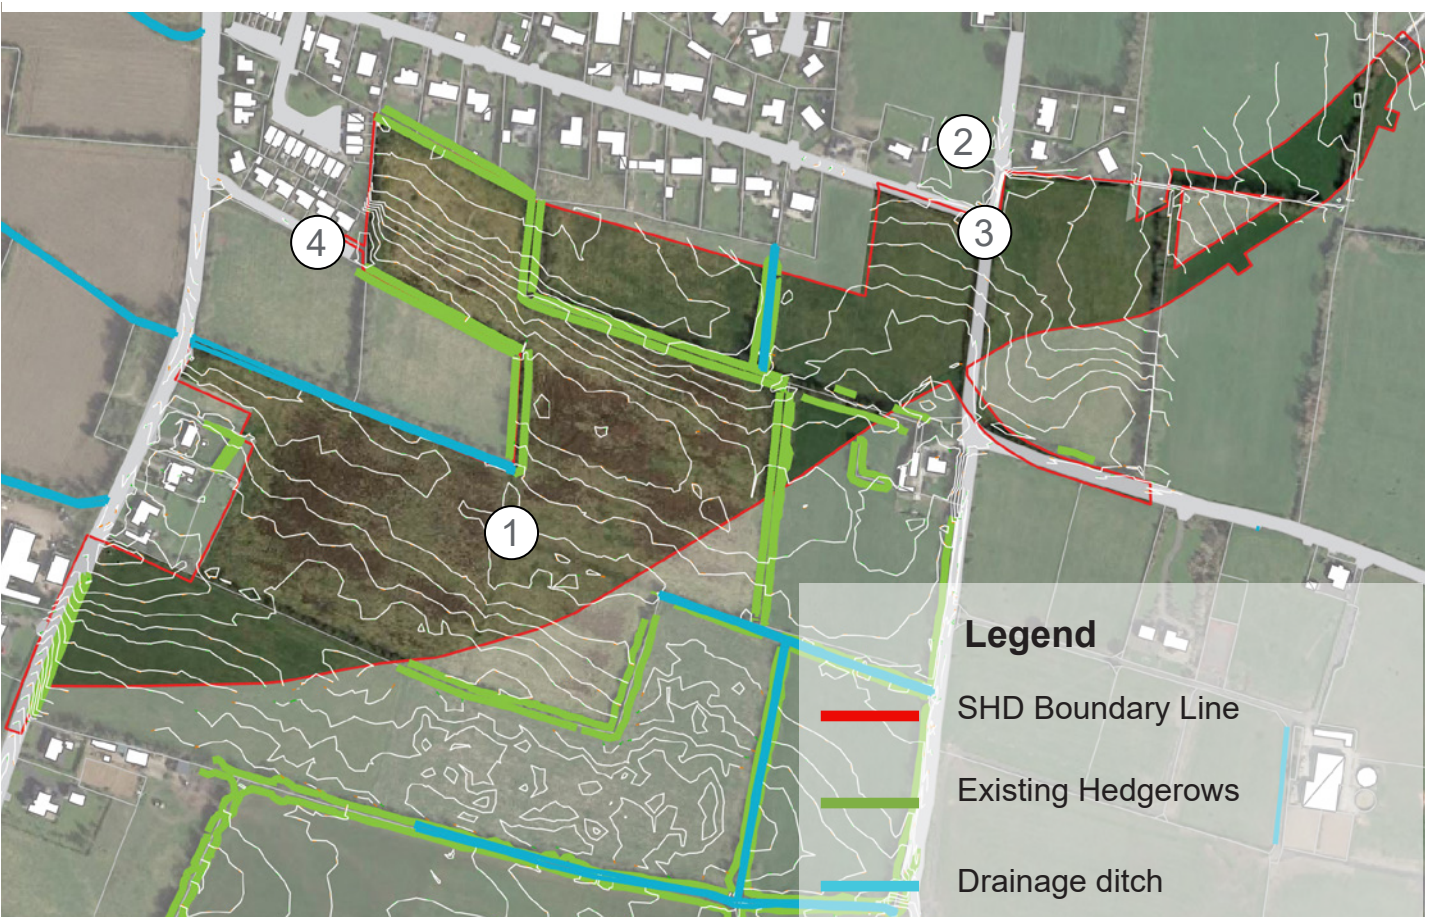 2
3
4
1
Legend
SHD Boundary Line
Existing Hedgerows
Drainage ditch